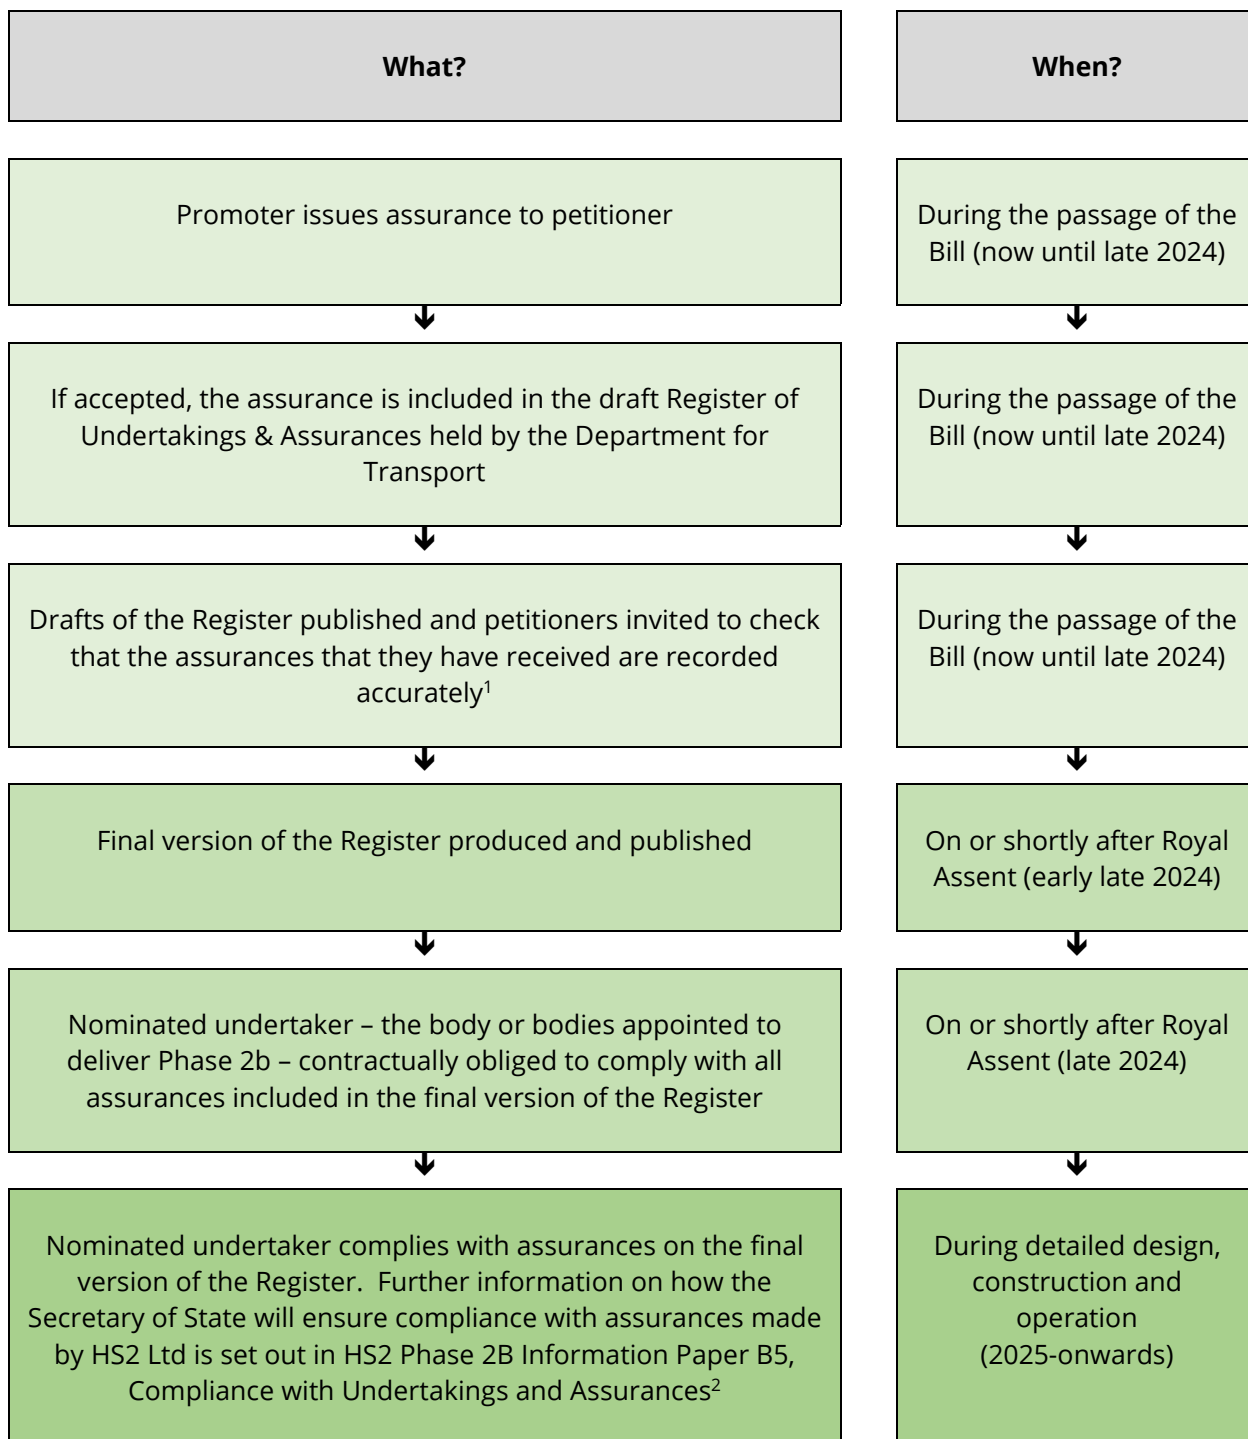 What?
When?
Promoter issues assurance to petitioner
During the passage of the
Bill (now until late 2024)
If accepted, the assurance is included in the draft Register of
Undertakings & Assurances held by the Department for
Transport
During the passage of the
Bill (now until late 2024)
Drafts of the Register published and petitioners invited to check
that the assurances that they have received are recorded
accurately1
During the passage of the
Bill (now until late 2024)
Final version of the Register produced and published
On or shortly after Royal
Assent (early late 2024)
Nominated undertaker – the body or bodies appointed to
deliver Phase 2b – contractually obliged to comply with all
assurances included in the final version of the Register
On or shortly after Royal
Assent (late 2024)
Nominated undertaker complies with assurances on the final
version of the Register.  Further information on how the
Secretary of State will ensure compliance with assurances made
by HS2 Ltd is set out in HS2 Phase 2B Information Paper B5,
Compliance with Undertakings and Assurances2
During detailed design,
construction and
operation
(2025-onwards)